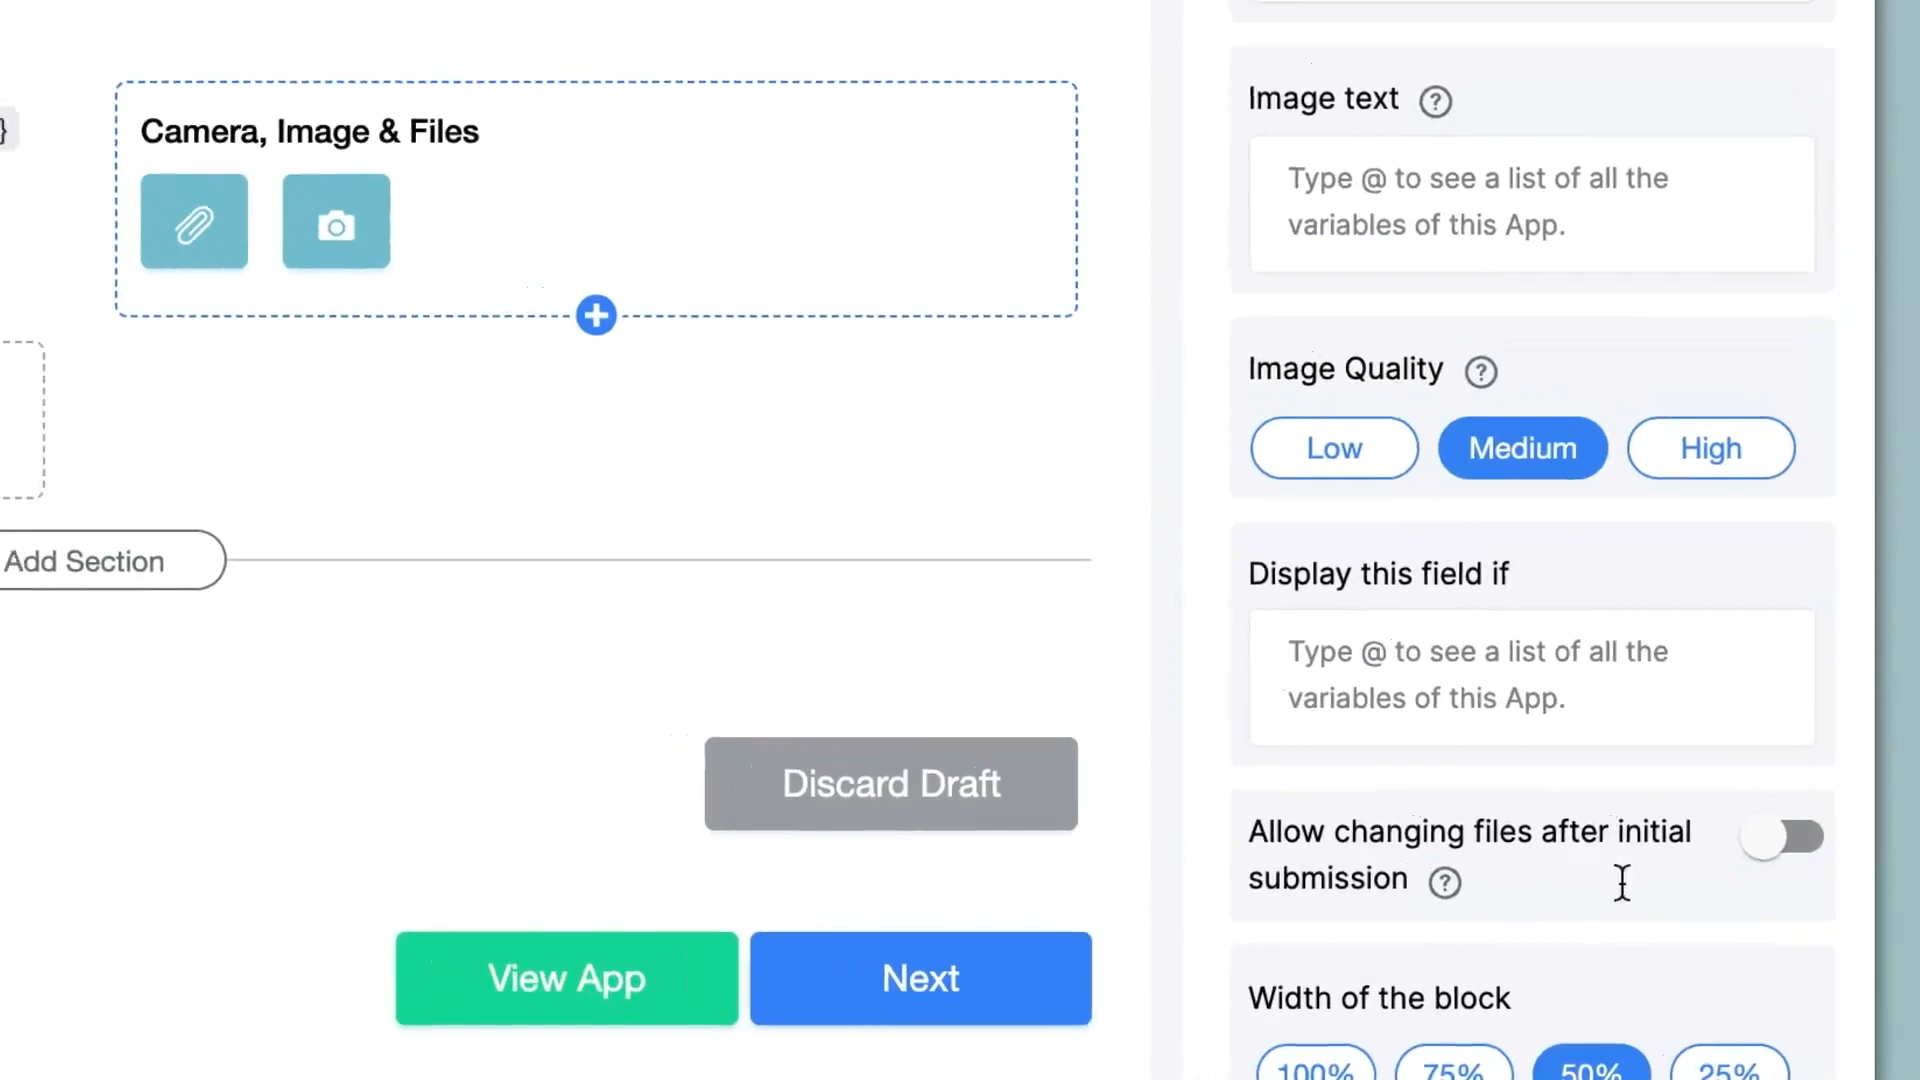 }
Camera, Image & Files
Add Section
Discard Draft
View App
Next
Image text ?
Type @ to see a list of all the
variables of this App.
Image Quality ?
Low
Medium
High
Display this field if
Type @ to see a list of all the
variables of this App.
Allow changing files after initial
submission ?
Width of the block
100%
75%
50%
25%